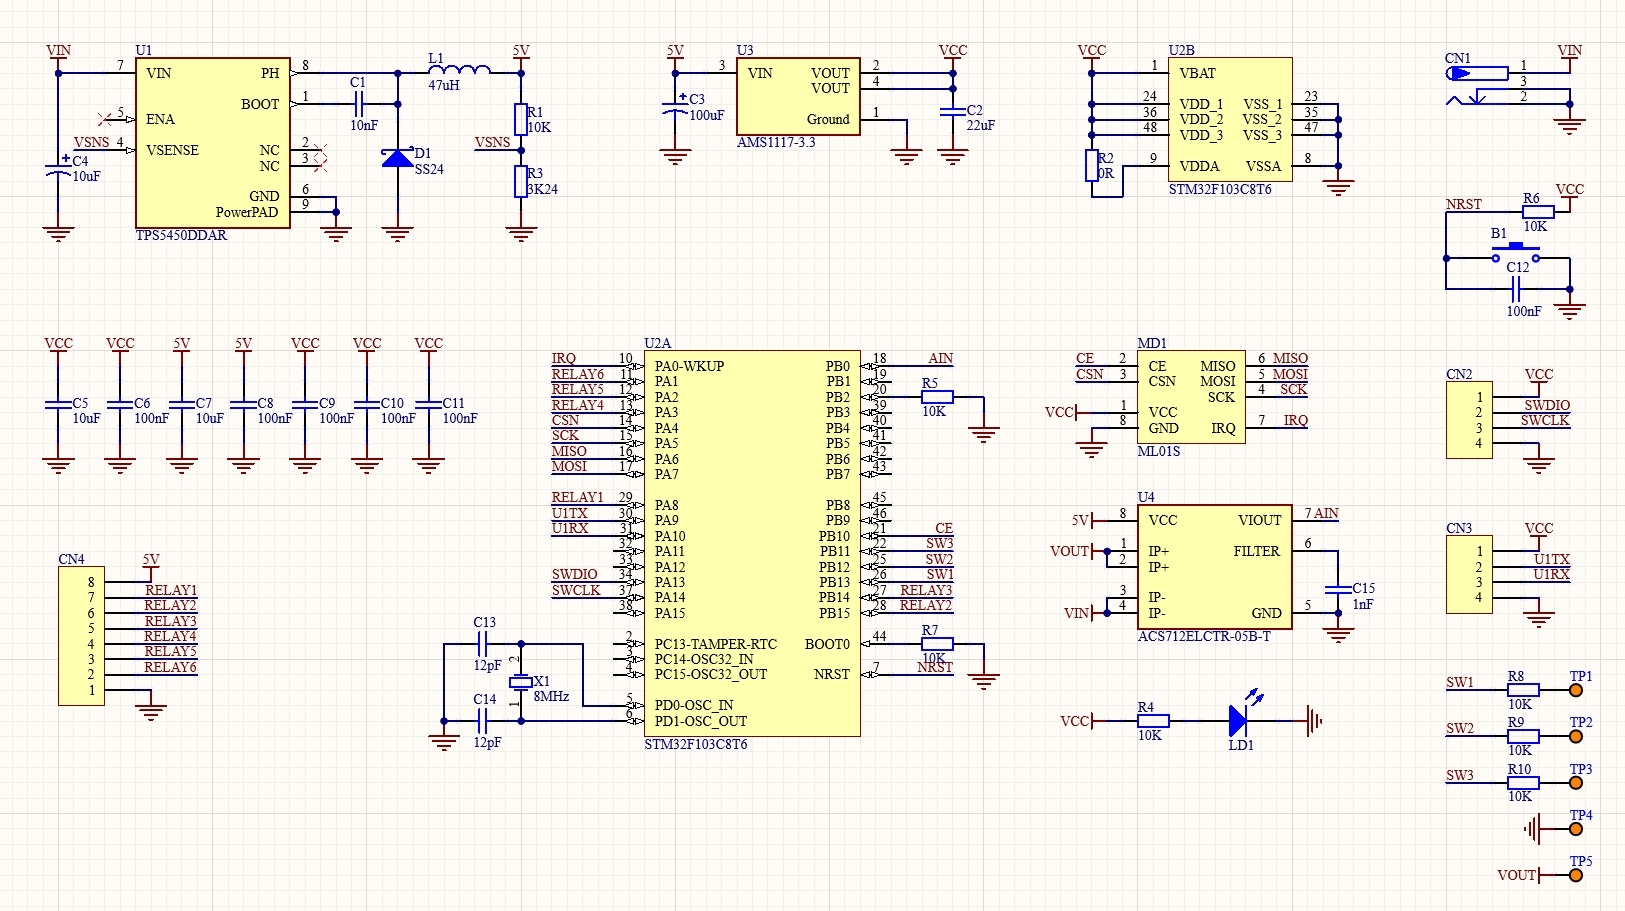 VIN
U1
7 VIN PH 8
BOOT 1
5 ENA
VSNS 4 VSENSE
NC 2
NC 3
GND 6
PowerPAD 9
TPS5450DDAR
C4
10uF
C1
10nF
L1
47uH
D1
SS24
5V
R1
10K
VSNS
R3
3K24
5V
C3
100uF
U3
3 VIN VOUT 2
VOUT 4
Ground 1
AMS1117-3.3
VCC
C2
22uF
VCC
U2B
1 VBAT
24 VDD_1 VSS_1 23
36 VDD_2 VSS_2 35
48 VDD_3 VSS_3 47
9 VDDA VSSA 8
STM32F103C8T6
R2
0R
CN1
VIN
1
3
2
NRST
R6
10K
VCC
B1
C12
100nF
VCC VCC 5V 5V VCC VCC VCC
C5 C6 C7 C8 C9 C10 C11
10uF 100nF 10uF 100nF 100nF 100nF 100nF
U2A
IRQ 10 PA0-WKUP PB0 18 AIN
RELAY6 11 PA1 PB1 19
RELAY5 12 PA2 PB2 20
RELAY4 13 PA3 PB3 39
CSN 14 PA4 PB4 40
SCK 15 PA5 PB5 41
MISO 16 PA6 PB6 42
MOSI 17 PA7 PB7 43
RELAY1 29 PA8 PB8 45
U1TX 30 PA9 PB9 46
U1RX 31 PA10 PB10 21 CE
32 PA11 PB11 22 SW3
33 PA12 PB12 25 SW2
SWDIO 34 PA13 PB13 26 SW1
SWCLK 37 PA14 PB14 27 RELAY3
38 PA15 PB15 28 RELAY2
2 PC13-TAMPER-RTC BOOT0 44
3 PC14-OSC32_IN
4 PC15-OSC32_OUT NRST 7 NRST
5 PD0-OSC_IN
6 PD1-OSC_OUT
STM32F103C8T6
R5
10K
R7
10K
C13
12pF
2
X1
8MHz
1
C14
12pF
CN4
5V
8
7 RELAY1
6 RELAY2
5 RELAY3
4 RELAY4
3 RELAY5
2 RELAY6
1
MD1
CE 2 CE MISO 6 MISO
CSN 3 CSN MOSI 5 MOSI
SCK 4 SCK
VCC 1 VCC
8 GND IRQ 7 IRQ
ML01S
U4
5V 8 VCC VIOUT 7 AIN
VOUT 1 IP+ FILTER 6
2 IP+
3 IP-
VIN 4 IP- GND 5
ACS712ELCTR-05B-T
C15
1nF
VCC
R4
10K
LD1
CN2
VCC
1
2 SWDIO
3 SWCLK
4
CN3
VCC
1
2 U1TX
3 U1RX
4
SW1 R8 TP1
10K
SW2 R9 TP2
10K
SW3 R10 TP3
10K
TP4
VOUT TP5